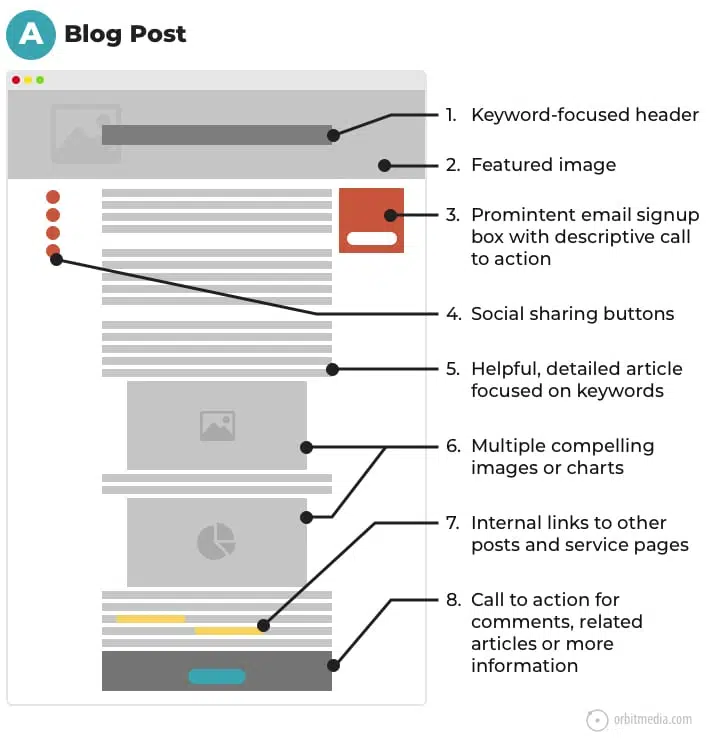 A Blog Post
1. Keyword-focused header
2. Featured image
3. Promintent email signup
box with descriptive call
to action
4. Social sharing buttons
5. Helpful, detailed article
focused on keywords
6. Multiple compelling
images or charts
7. Internal links to other
posts and service pages
8. Call to action for
comments, related
articles or more
information
orbitmedia.com